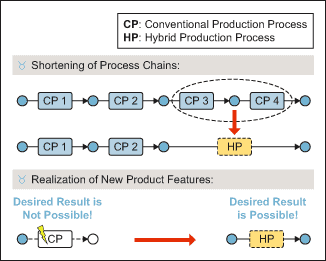 CP: Conventional Production Process
HP: Hybrid Production Process
Shortening of Process Chains:
CP 1 CP 2 CP 3 CP 4
CP 1 CP 2 HP
Realization of New Product Features:
Desired Result is Not Possible!
Desired Result is Possible!
CP HP